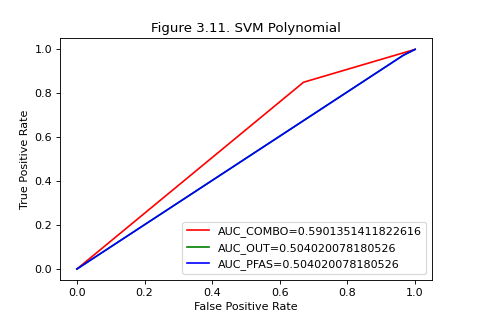 Figure 3.11. SVM Polynomial
1.0
0.8
0.6
0.4
0.2
0.0
True Positive Rate
AUC_COMBO=0.5901351411822616
AUC_OUT=0.504020078180526
AUC_PFAS=0.504020078180526
0.0 0.2 0.4 0.6 0.8 1.0
False Positive Rate